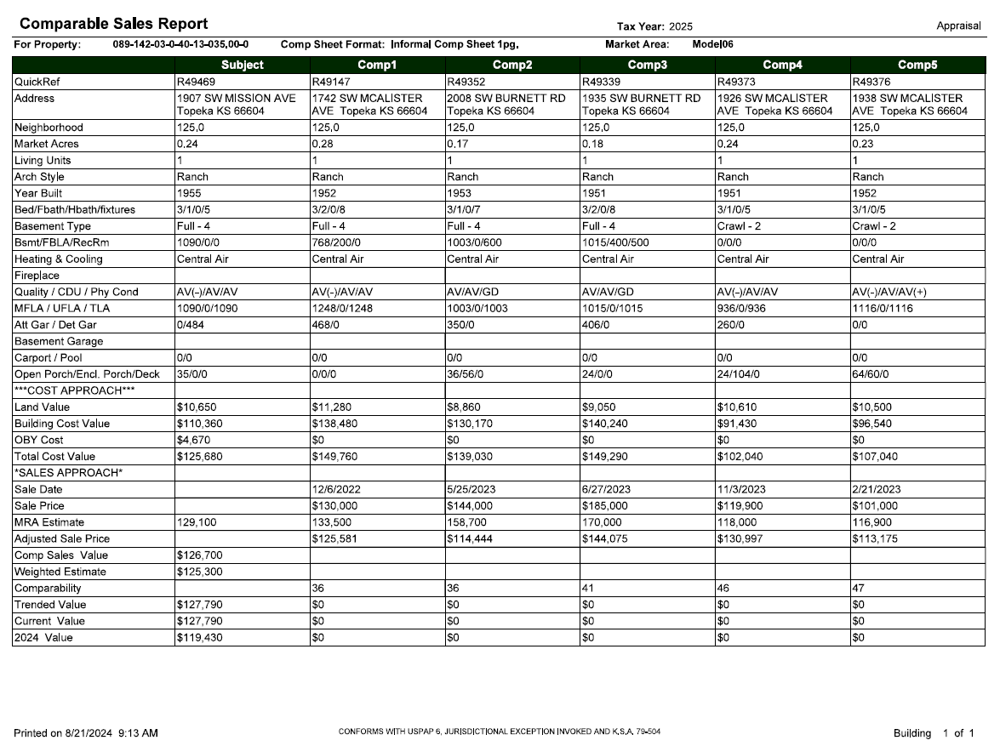 Comparable Sales Report Tax Year: 2025 Appraisal
For Property: 089-142-03-0-40-13-035.00-0 Comp Sheet Format: Informal Comp Sheet 1pg. Market Area: Model06
Subject Comp1 Comp2 Comp3 Comp4 Comp5
QuickRef R49469 R49147 R49352 R49339 R49373 R49376
Address 1907 SW MISSION AVE 1742 SW MCALISTER 2008 SW BURNETT RD 1935 SW BURNETT RD 1926 SW MCALISTER 1938 SW MCALISTER
Topeka KS 66604 AVE Topeka KS 66604 Topeka KS 66604 Topeka KS 66604 AVE Topeka KS 66604 AVE Topeka KS 66604
Neighborhood 125.0 125.0 125.0 125.0 125.0 125.0
Market Acres 0.24 0.28 0.17 0.18 0.24 0.23
Living Units 1 1 1 1 1 1
Arch Style Ranch Ranch Ranch Ranch Ranch Ranch
Year Built 1955 1952 1953 1951 1951 1952
Bed/Fbath/Hbath/fixtures 3/1/0/5 3/2/0/8 3/1/0/7 3/2/0/8 3/1/0/5 3/1/0/5
Basement Type Full - 4 Full - 4 Full - 4 Full - 4 Crawl - 2 Crawl - 2
Bsmt/FBLA/RecRm 1090/0/0 768/200/0 1003/0/600 1015/400/500 0/0/0 0/0/0
Heating & Cooling Central Air Central Air Central Air Central Air Central Air Central Air
Fireplace
Quality / CDU / Phy Cond AV(-)/AV/AV AV(-)/AV/AV AV/AV/GD AV/AV/GD AV(-)/AV/AV AV(-)/AV/AV(+)
MFLA / UFLA / TLA 1090/0/1090 1248/0/1248 1003/0/1003 1015/0/1015 936/0/936 1116/0/1116
Att Gar / Det Gar 0/484 468/0 350/0 406/0 260/0 0/0
Basement Garage
Carport / Pool 0/0 0/0 0/0 0/0 0/0 0/0
Open Porch/Encl. Porch/Deck 35/0/0 0/0/0 36/56/0 24/0/0 24/104/0 64/60/0
***COST APPROACH***
Land Value $10,650 $11,280 $8,860 $9,050 $10,610 $10,500
Building Cost Value $110,360 $138,480 $130,170 $140,240 $91,430 $96,540
OBY Cost $4,670 $0 $0 $0 $0 $0
Total Cost Value $125,680 $149,760 $139,030 $149,290 $102,040 $107,040
*SALES APPROACH*
Sale Date 12/6/2022 5/25/2023 6/27/2023 11/3/2023 2/21/2023
Sale Price $130,000 $144,000 $185,000 $119,900 $101,000
MRA Estimate 129,100 133,500 158,700 170,000 118,000 116,900
Adjusted Sale Price $125,581 $114,444 $144,075 $130,997 $113,175
Comp Sales Value $126,700
Weighted Estimate $125,300
Comparability 36 36 41 46 47
Trended Value $127,790 $0 $0 $0 $0 $0
Current Value $127,790 $0 $0 $0 $0 $0
2024 Value $119,430 $0 $0 $0 $0 $0
Printed on 8/21/2024 9:13 AM CONFORMS WITH USPAP 6, JURISDICTIONAL EXCEPTION INVOKED AND K.S.A. 79-504 Building 1 of 1